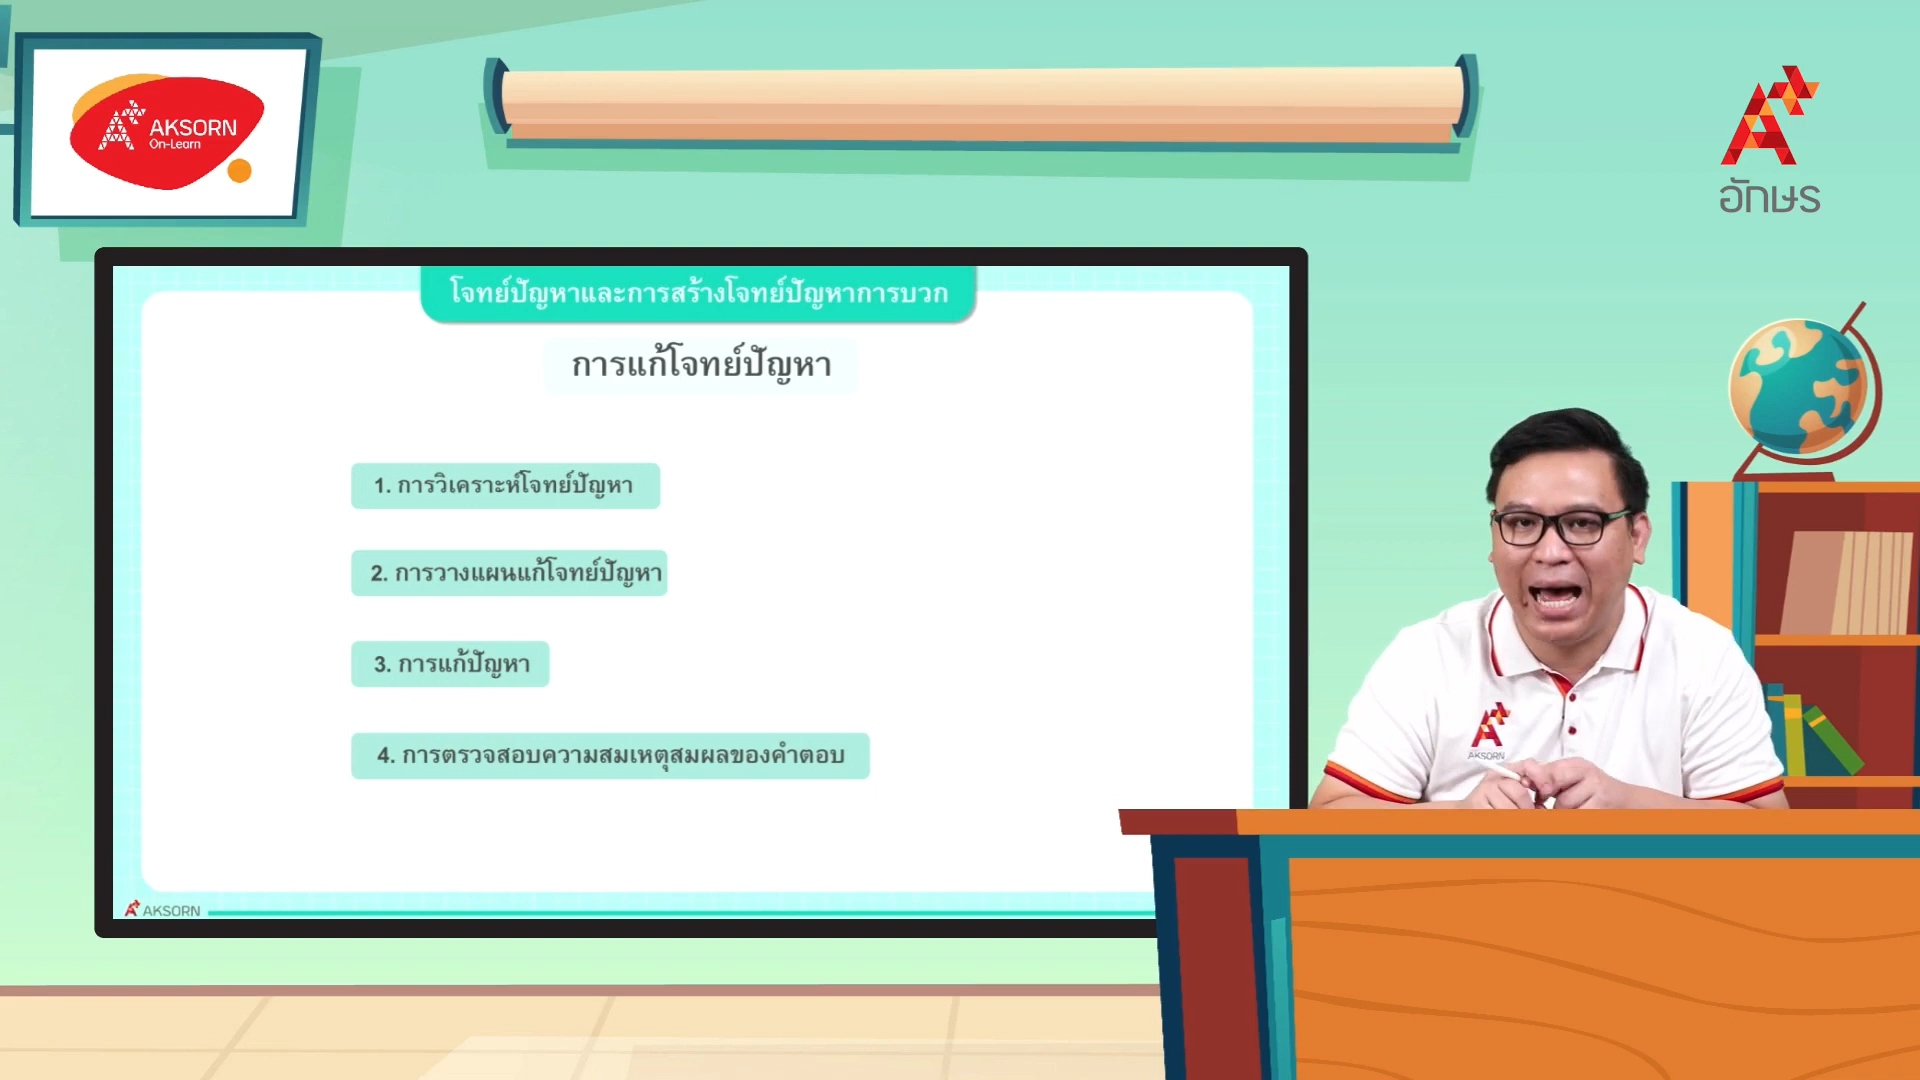 AKSORN
On-Learn
อักษร
โจทย์ปัญหาและการสร้างโจทย์ปัญหาการบวก
การแก้โจทย์ปัญหา
1. การวิเคราะห์โจทย์ปัญหา
2. การวางแผนแก้โจทย์ปัญหา
3. การแก้ปัญหา
4. การตรวจสอบความสมเหตุสมผลของคำตอบ
AKSORN
AKSORN